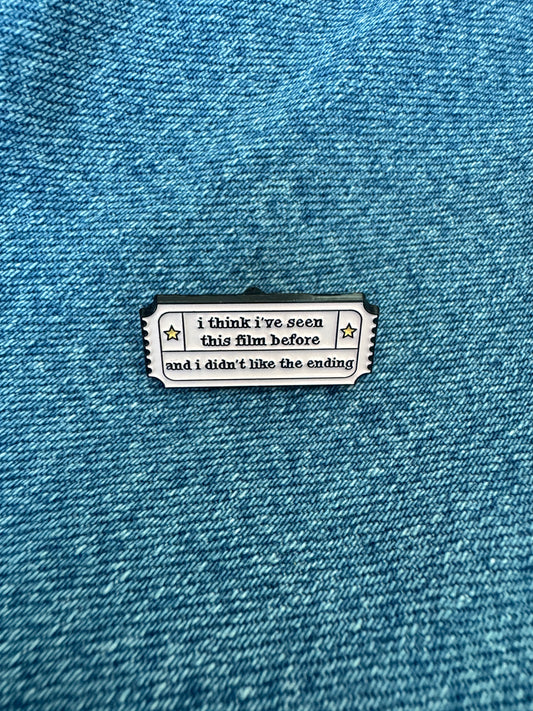 i think i've seen
this film before
and i didn't like the ending